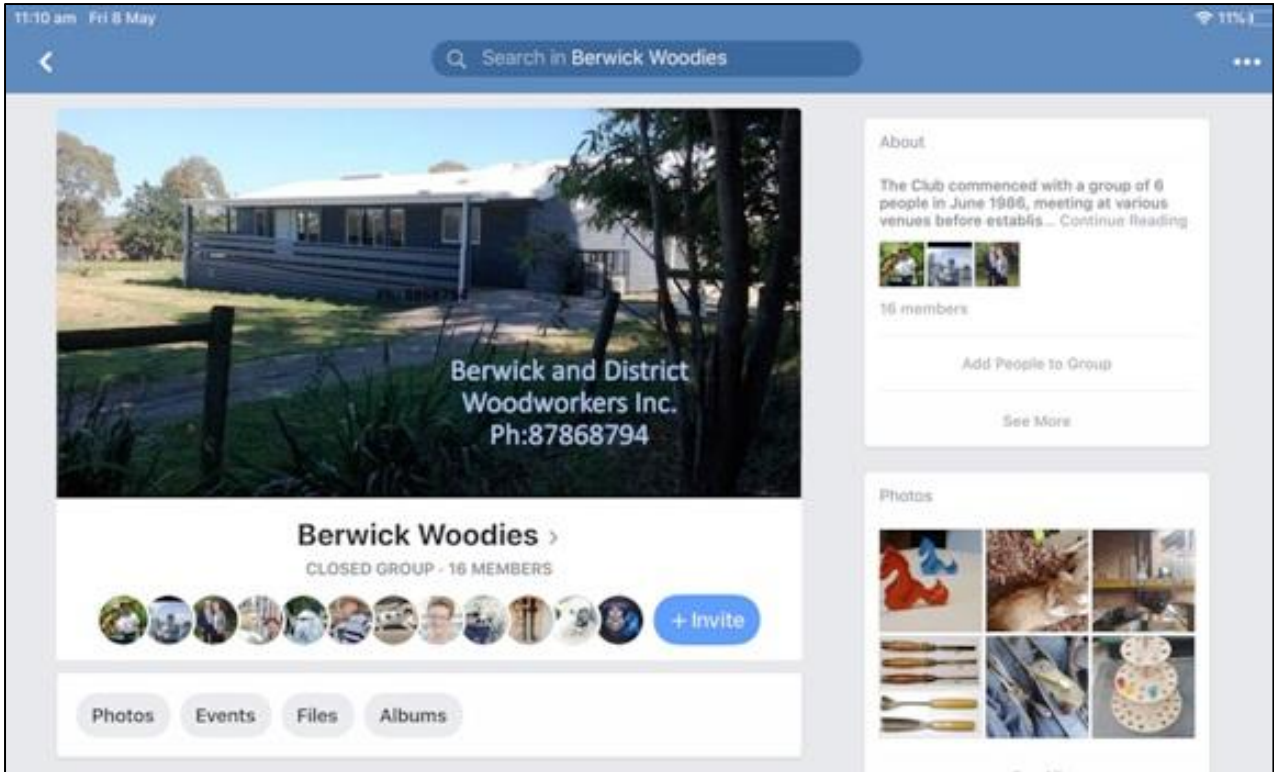 11:10 am Fri 8 May
11%
Search in Berwick Woodies
Berwick and District
Woodworkers Inc.
Ph:87868794
Berwick Woodies
CLOSED GROUP · 16 MEMBERS
+ Invite
Photos
Events
Files
Albums
About
The Club commenced with a group of 6
people in June 1986, meeting at various
venues before establis... Continue Reading
16 members
Add People to Group
See More
Photos